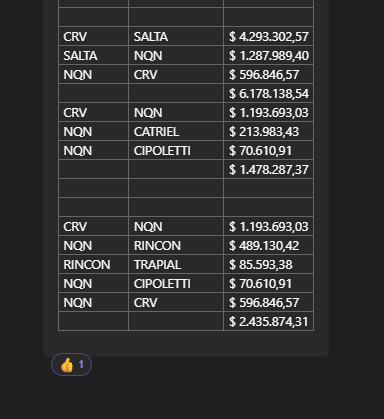 CRV SALTA $ 4.293.302,57
SALTA NQN $ 1.287.989,40
NQN CRV $ 596.846,57
$ 6.178.138,54
CRV NQN $ 1.193.693,03
NQN CATRIEL $ 213.983,43
NQN CIPOLETTI $ 70.610,91
$ 1.478.287,37
CRV NQN $ 1.193.693,03
NQN RINCON $ 489.130,42
RINCON TRAPIAL $ 85.593,38
NQN CIPOLETTI $ 70.610,91
NQN CRV $ 596.846,57
$ 2.435.874,31
1